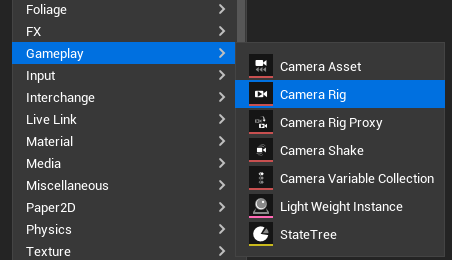 Foliage
FX
Gameplay
Input
Interchange
Live Link
Material
Media
Miscellaneous
Paper2D
Physics
Texture
Camera Asset
Camera Rig
Camera Rig Proxy
Camera Shake
Camera Variable Collection
Light Weight Instance
StateTree